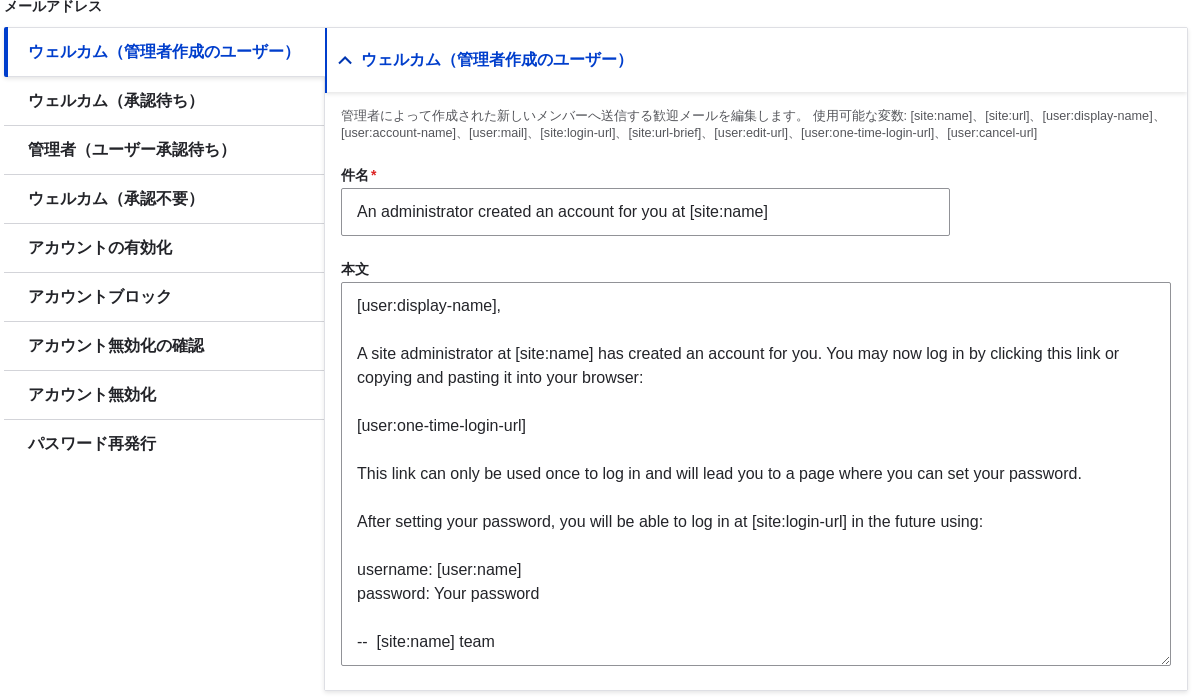 メールアドレス
ウェルカム（管理者作成のユーザー）
ウェルカム（承認待ち）
管理者（ユーザー承認待ち）
ウェルカム（承認不要）
アカウントの有効化
アカウントブロック
アカウント無効化の確認
アカウント無効化
パスワード再発行
ウェルカム（管理者作成のユーザー）
管理者によって作成された新しいメンバーへ送信する歓迎メールを編集します。 使用可能な変数: [site:name]、[site:url]、[user:display-name]、
[user:account-name]、[user:mail]、[site:login-url]、[site:url-brief]、[user:edit-url]、[user:one-time-login-url]、[user:cancel-url]
件名*
An administrator created an account for you at [site:name]
本文
[user:display-name],
A site administrator at [site:name] has created an account for you. You may now log in by clicking this link or
copying and pasting it into your browser:
[user:one-time-login-url]
This link can only be used once to log in and will lead you to a page where you can set your password.
After setting your password, you will be able to log in at [site:login-url] in the future using:
username: [user:name]
password: Your password
--  [site:name] team